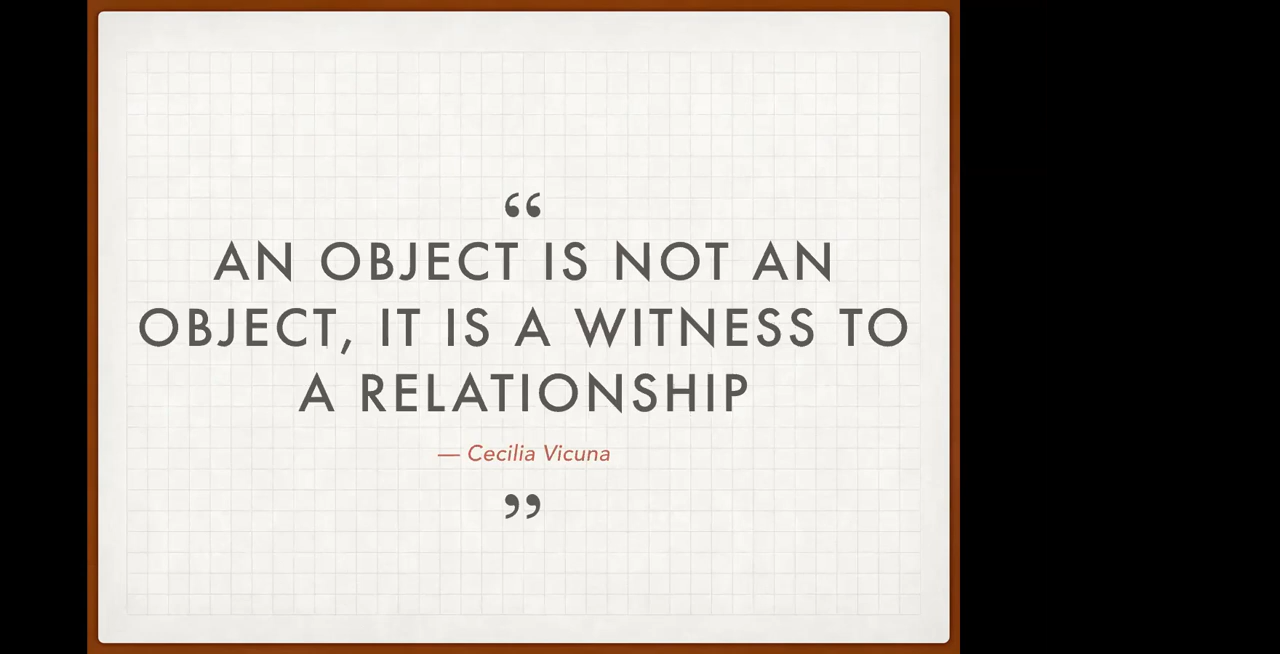 “
AN OBJECT IS NOT AN
OBJECT, IT IS A WITNESS TO
A RELATIONSHIP
— Cecilia Vicuna
”